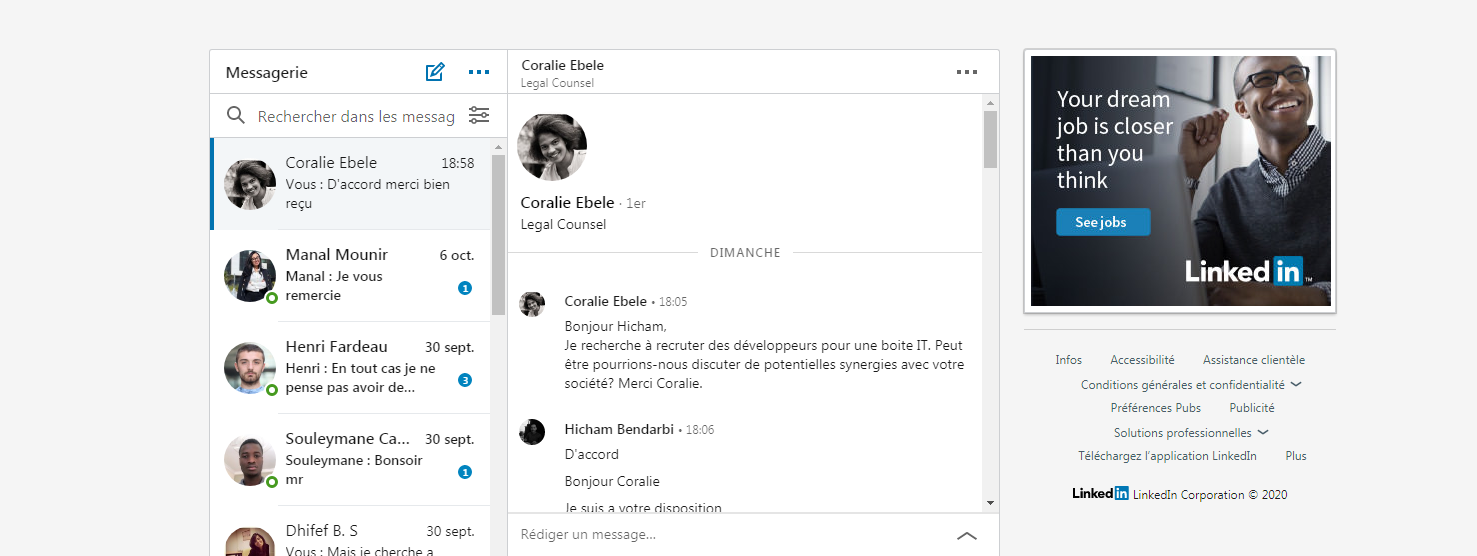 Messagerie
Rechercher dans les messag
Coralie Ebele 18:58
Vous : D'accord merci bien
reçu
Manal Mounir 6 oct.
Manal : Je vous
remercie
1
Henri Fardeau 30 sept.
Henri : En tout cas je ne
pense pas avoir de...
3
Souleymane Ca... 30 sept.
Souleymane : Bonsoir
mr
1
Dhifef B. S 30 sept.
Vous : Mais je cherche a
Coralie Ebele
Legal Counsel
Coralie Ebele · 1er
Legal Counsel
DIMANCHE
Coralie Ebele • 18:05
Bonjour Hicham,
Je recherche à recruter des développeurs pour une boite IT. Peut
être pourrions-nous discuter de potentielles synergies avec votre
société? Merci Coralie.
Hicham Bendarbi • 18:06
D'accord
Bonjour Coralie
Je suis a votre disposition
Rédiger un message...
Your dream
job is closer
than you
think
See jobs
Linked in ™
Infos Accessibilité Assistance clientèle
Conditions générales et confidentialité
Préférences Pubs Publicité
Solutions professionnelles
Téléchargez l'application LinkedIn Plus
Linked in LinkedIn Corporation © 2020